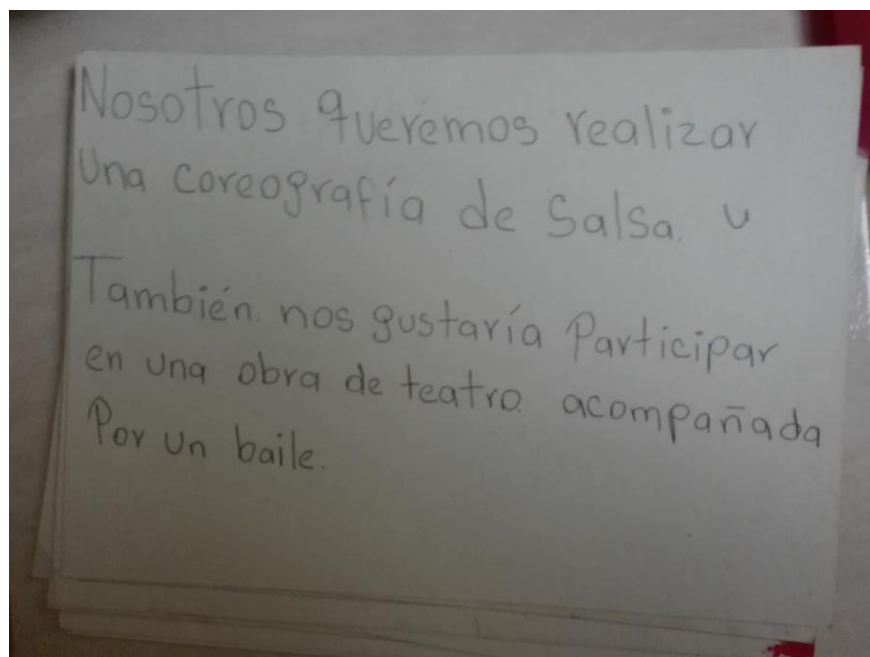 Nosotros queremos realizar
Una coreografía de Salsa. u
También. nos gustaría Participar
en una obra de teatro. acompañada
Por un baile.